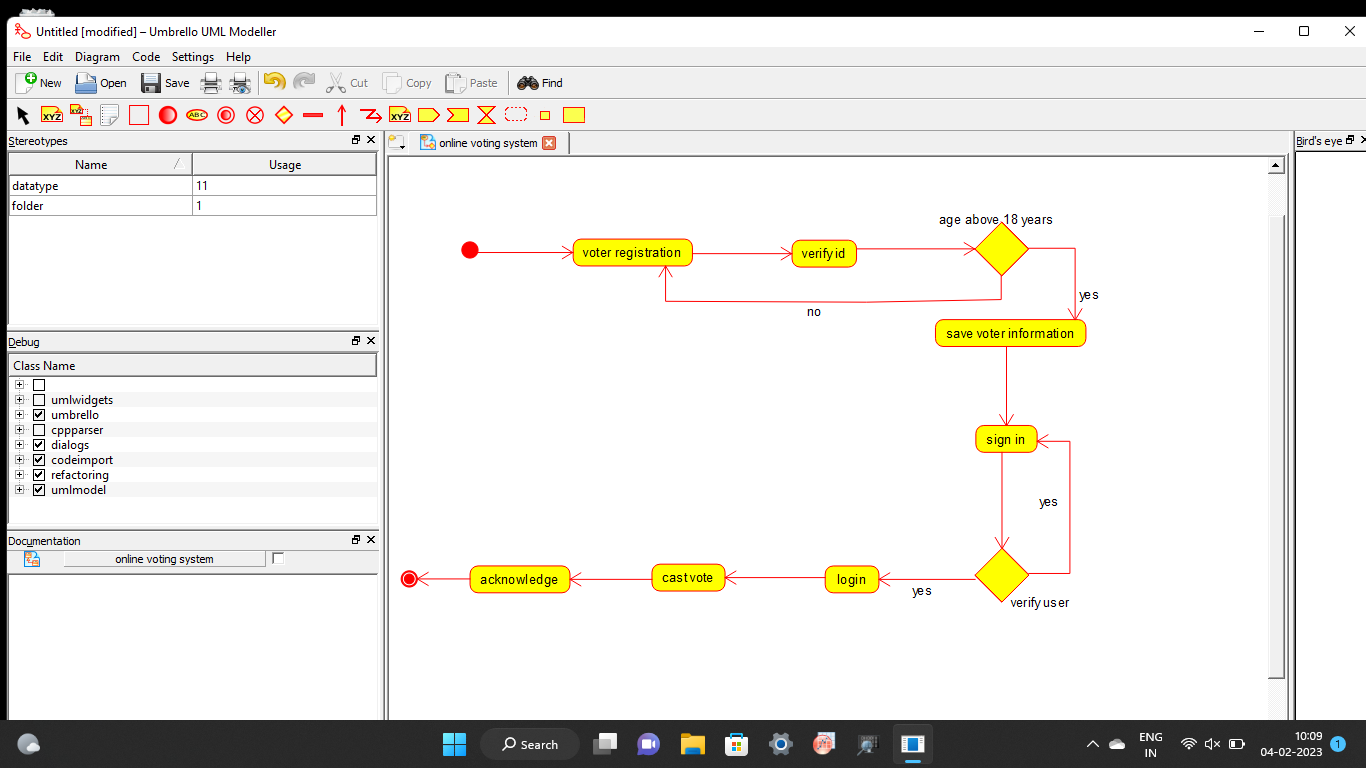 Untitled [modified] – Umbrello UML Modeller
File Edit Diagram Code Settings Help
New Open Save Cut Copy Paste Find
XYZ XYZ ABC XYZ
Stereotypes
Name Usage
datatype 11
folder 1
Debug
Class Name
umlwidgets
umbrello
cppparser
dialogs
codeimport
refactoring
umlmodel
Documentation
online voting system
online voting system
Bird's eye
age above 18 years
voter registration
verify id
yes
no
save voter information
sign in
yes
acknowledge
cast vote
login
yes
verify user
Search
ENG
IN
10:09
04-02-2023
1